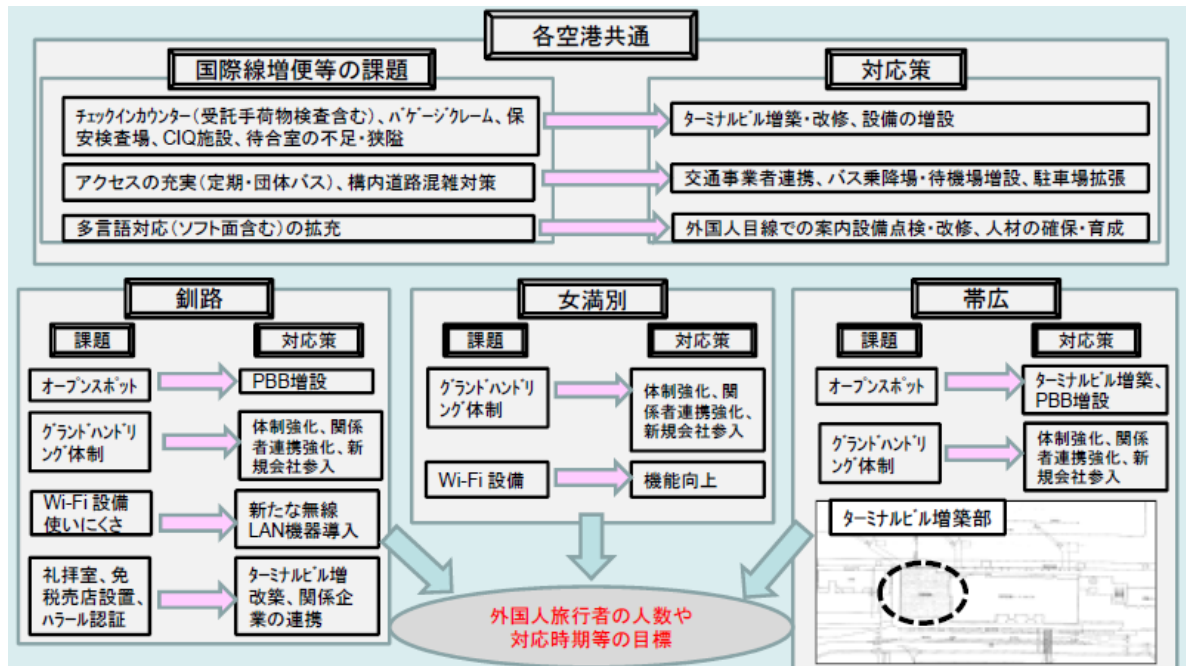 各空港共通
国際線増便等の課題
対応策
チェックインカウンター(受託手荷物検査含む)、バゲージクレーム、保
安検査場、CIQ施設、待合室の不足・狭隘
ターミナルビル増築・改修、設備の増設
アクセスの充実(定期・団体バス)、構内道路混雑対策
交通事業者連携、バス乗降場・待機場増設、駐車場拡張
多言語対応(ソフト面含む)の拡充
外国人目線での案内設備点検・改修、人材の確保・育成
釧路
課題
対応策
オープンスポット
PBB増設
グランドハンドリ
ング体制
体制強化、関係
者連携強化、新
規会社参入
Wi-Fi 設備
使いにくさ
新たな無線
LAN機器導入
礼拝室、免
税売店設置、
ハラール認証
ターミナルビル増
改築、関係企
業の連携
女満別
課題
対応策
グランドハンドリ
ング体制
体制強化、関
係者連携強化、
新規会社参入
Wi-Fi 設備
機能向上
帯広
課題
対応策
オープンスポット
ターミナルビル増築、
PBB増設
グランドハンドリ
ング体制
体制強化、関係
者連携強化、新
規会社参入
ターミナルビル増築部
外国人旅行者の人数や
対応時期等の目標